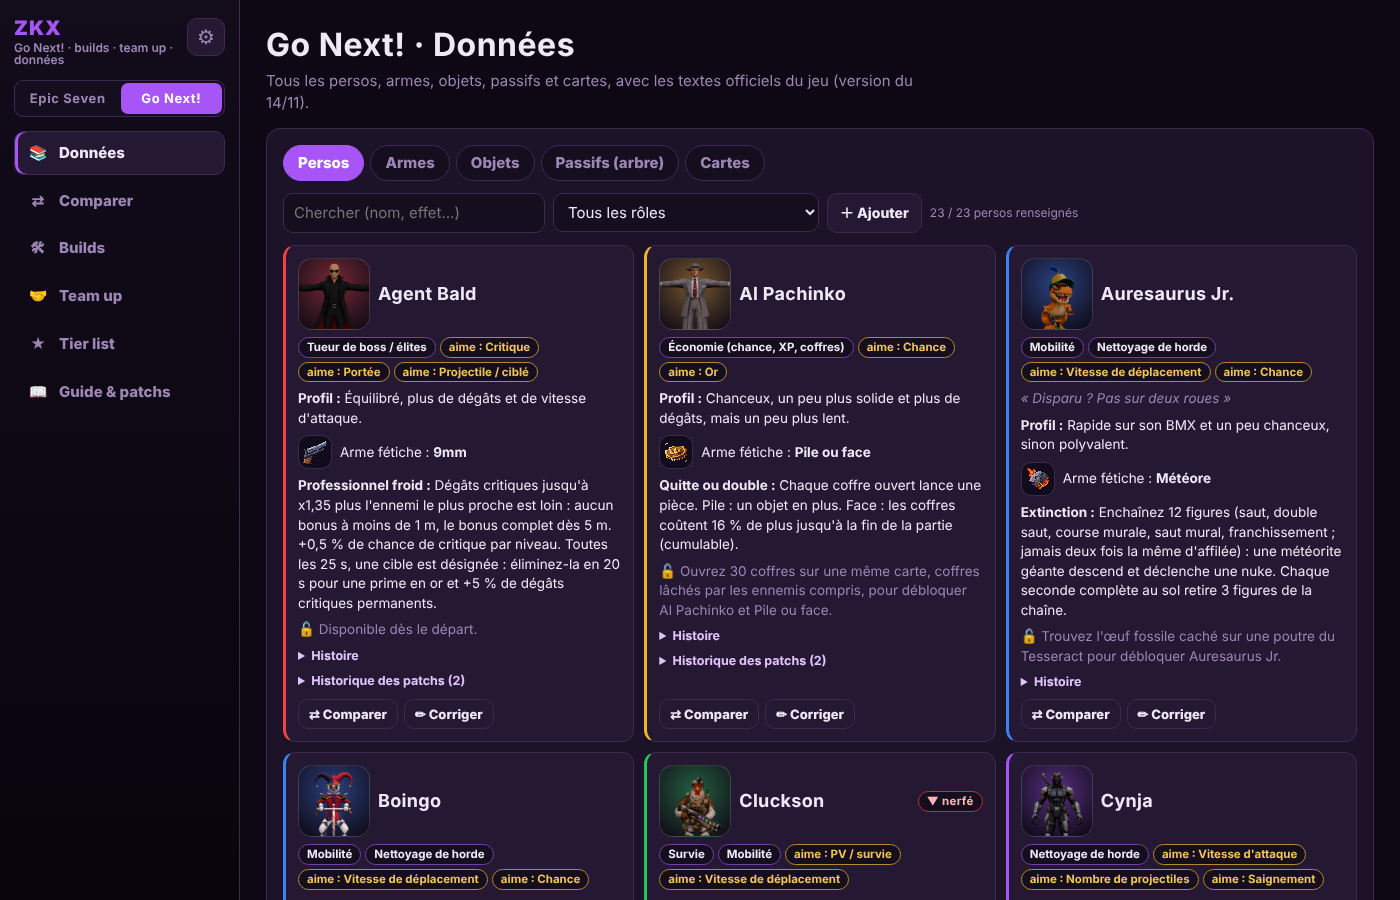 ZKX
Go Next! · builds · team up ·
données
Epic Seven
Go Next!
Données
Comparer
Builds
Team up
Tier list
Guide & patchs
Go Next! · Données
Tous les persos, armes, objets, passifs et cartes, avec les textes officiels du jeu (version du
14/11).
Persos
Armes
Objets
Passifs (arbre)
Cartes
Chercher (nom, effet...)
Tous les rôles
+ Ajouter
23 / 23 persos renseignés
Agent Bald
Tueur de boss / élites
aime : Critique
aime : Portée
aime : Projectile / ciblé
Profil : Équilibré, plus de dégâts et de vitesse
d'attaque.
Arme fétiche : 9mm
Professionnel froid : Dégâts critiques jusqu'à
x1,35 plus l'ennemi le plus proche est loin : aucun
bonus à moins de 1 m, le bonus complet dès 5 m.
+0,5 % de chance de critique par niveau. Toutes
les 25 s, une cible est désignée : éliminez-la en 20
s pour une prime en or et +5 % de dégâts
critiques permanents.
Disponible dès le départ.
Histoire
Historique des patchs (2)
Comparer
Corriger
Al Pachinko
Économie (chance, XP, coffres)
aime : Chance
aime : Or
Profil : Chanceux, un peu plus solide et plus de
dégâts, mais un peu plus lent.
Arme fétiche : Pile ou face
Quitte ou double : Chaque coffre ouvert lance une
pièce. Pile : un objet en plus. Face : les coffres
coûtent 16 % de plus jusqu'à la fin de la partie
(cumulable).
Ouvrez 30 coffres sur une même carte, coffres
lâchés par les ennemis compris, pour débloquer
Al Pachinko et Pile ou face.
Histoire
Historique des patchs (2)
Comparer
Corriger
Auresaurus Jr.
Mobilité
Nettoyage de horde
aime : Vitesse de déplacement
aime : Chance
« Disparu ? Pas sur deux roues »
Profil : Rapide sur son BMX et un peu chanceux,
sinon polyvalent.
Arme fétiche : Météore
Extinction : Enchaînez 12 figures (saut, double
saut, course murale, saut mural, franchissement ;
jamais deux fois la même d'affilée) : une météorite
géante descend et déclenche une nuke. Chaque
seconde complète au sol retire 3 figures de la
chaîne.
Trouvez l'œuf fossile caché sur une poutre du
Tesseract pour débloquer Auresaurus Jr.
Histoire
Comparer
Corriger
Boingo
Mobilité
Nettoyage de horde
aime : Vitesse de déplacement
aime : Chance
Cluckson
▼ nerfé
Survie
Mobilité
aime : PV / survie
aime : Vitesse de déplacement
Cynja
Nettoyage de horde
aime : Vitesse d'attaque
aime : Nombre de projectiles
aime : Saignement